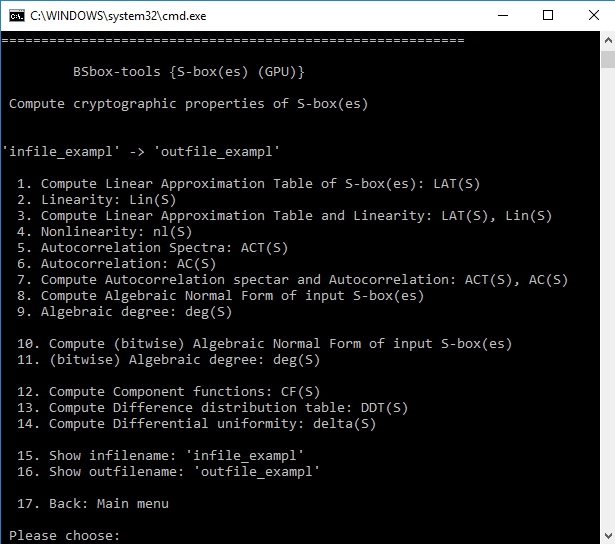 C:\WINDOWS\system32\cmd.exe
==========================================================
BSbox-tools {S-box(es) (GPU)}
Compute cryptographic properties of S-box(es)
'infile_exampl' -> 'outfile_exampl'
1. Compute Linear Approximation Table of S-box(es): LAT(S)
2. Linearity: Lin(S)
3. Compute Linear Approximation Table and Linearity: LAT(S), Lin(S)
4. Nonlinearity: nl(S)
5. Autocorrelation Spectra: ACT(S)
6. Autocorrelation: AC(S)
7. Compute Autocorrelation spectar and Autocorrelation: ACT(S), AC(S)
8. Compute Algebraic Normal Form of input S-box(es)
9. Algebraic degree: deg(S)
10. Compute (bitwise) Algebraic Normal Form of input S-box(es)
11. (bitwise) Algebraic degree: deg(S)
12. Compute Component functions: CF(S)
13. Compute Difference distribution table: DDT(S)
14. Compute Differential uniformity: delta(S)
15. Show infilename: 'infile_exampl'
16. Show outfilename: 'outfile_exampl'
17. Back: Main menu
Please choose: